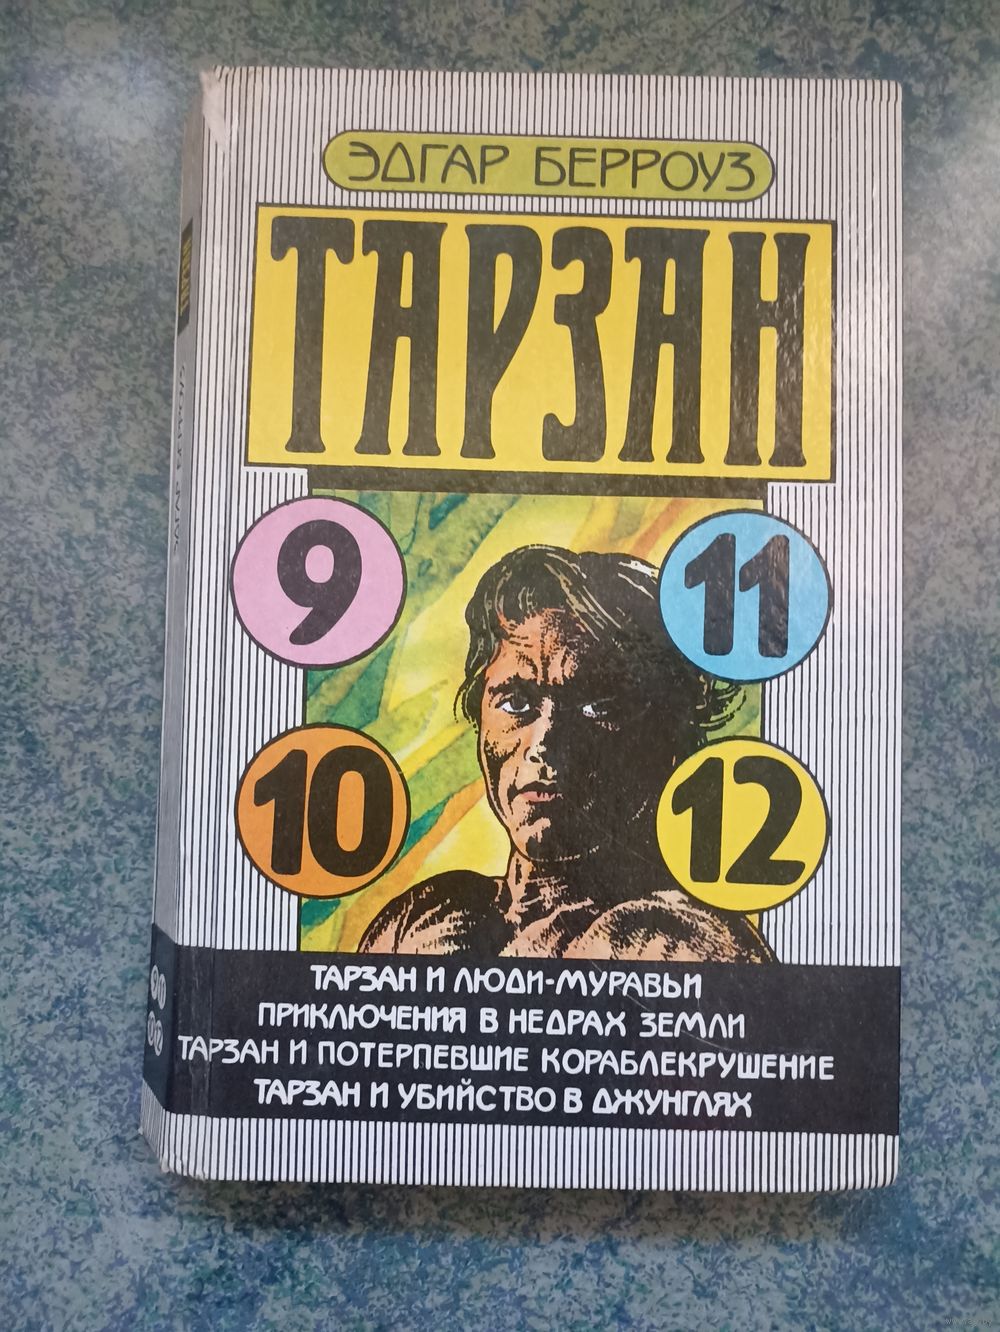 ЭДГАР БЕРРОУЗ
ТАРЗАН
9
11
10
12
ТАРЗАН И ЛЮДИ-МУРАВЬИ
ПРИКЛЮЧЕНИЯ В НЕДРАХ ЗЕМЛИ
ТАРЗАН И ПОТЕРПЕВШИЕ КОРАБЛЕКРУШЕНИЕ
ТАРЗАН И УБИЙСТВО В ДЖУНГЛЯХ
ТАРЗАН